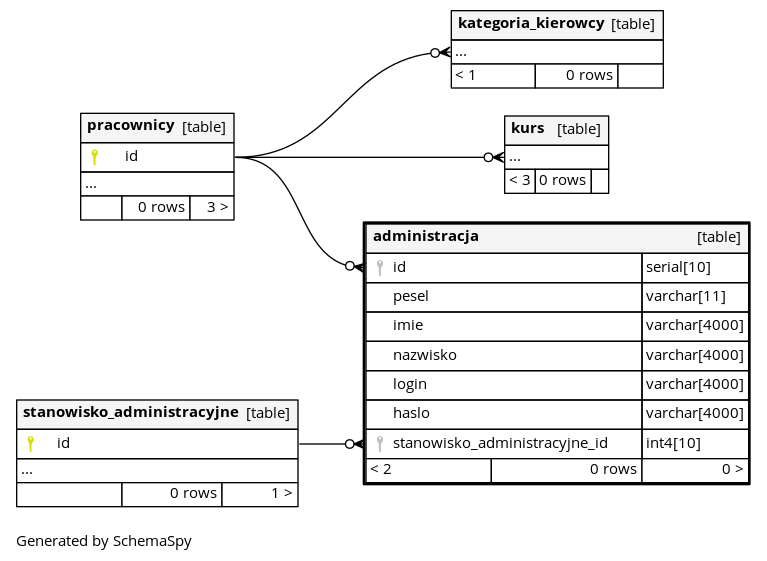 kategoria_kierowcy [table]
...
< 1 0 rows
pracownicy [table]
id
...
0 rows 3 >
kurs [table]
...
< 3 0 rows
administracja [table]
id serial[10]
pesel varchar[11]
imie varchar[4000]
nazwisko varchar[4000]
login varchar[4000]
haslo varchar[4000]
stanowisko_administracyjne_id int4[10]
< 2 0 rows 0 >
stanowisko_administracyjne [table]
id
...
0 rows 1 >
Generated by SchemaSpy